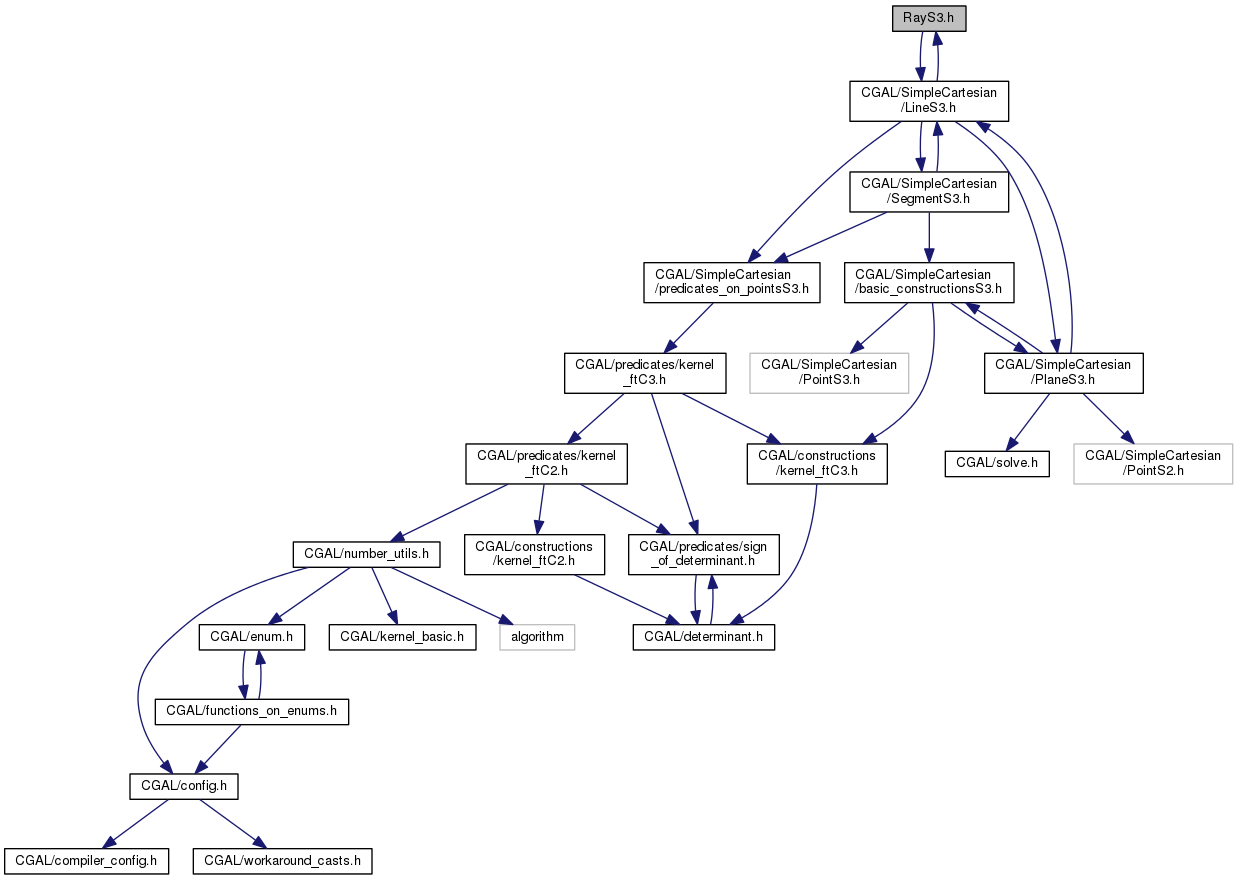 RayS3.h
CGAL/SimpleCartesian
/LineS3.h
CGAL/SimpleCartesian
/SegmentS3.h
CGAL/SimpleCartesian
/predicates_on_pointsS3.h
CGAL/SimpleCartesian
/basic_constructionsS3.h
CGAL/predicates/kernel
_ftC3.h
CGAL/SimpleCartesian
/PointS3.h
CGAL/SimpleCartesian
/PlaneS3.h
CGAL/predicates/kernel
_ftC2.h
CGAL/constructions
/kernel_ftC3.h
CGAL/solve.h
CGAL/SimpleCartesian
/PointS2.h
CGAL/number_utils.h
CGAL/constructions
/kernel_ftC2.h
CGAL/predicates/sign
_of_determinant.h
CGAL/enum.h
CGAL/kernel_basic.h
algorithm
CGAL/determinant.h
CGAL/functions_on_enums.h
CGAL/config.h
CGAL/compiler_config.h
CGAL/workaround_casts.h